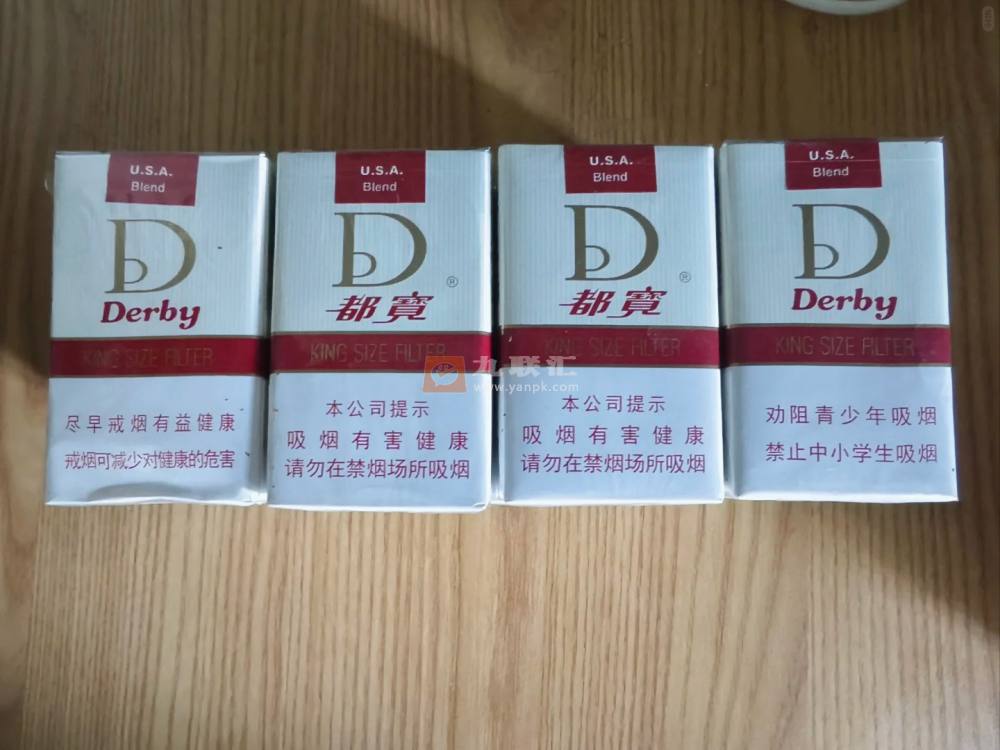 U.S.A.
Blend
Derby
KING SIZE FILTER
尽早戒烟有益健康
戒烟可减少对健康的危害
U.S.A.
Blend
®
都寳
KING SIZE FILTER
本公司提示
吸烟有害健康
请勿在禁烟场所吸烟
U.S.A.
Blend
®
都寳
KING SIZE FILTER
本公司提示
吸烟有害健康
请勿在禁烟场所吸烟
U.S.A.
Blend
Derby
KING SIZE FILTER
劝阻青少年吸烟
禁止中小学生吸烟
九联汇
www.yanpk.com